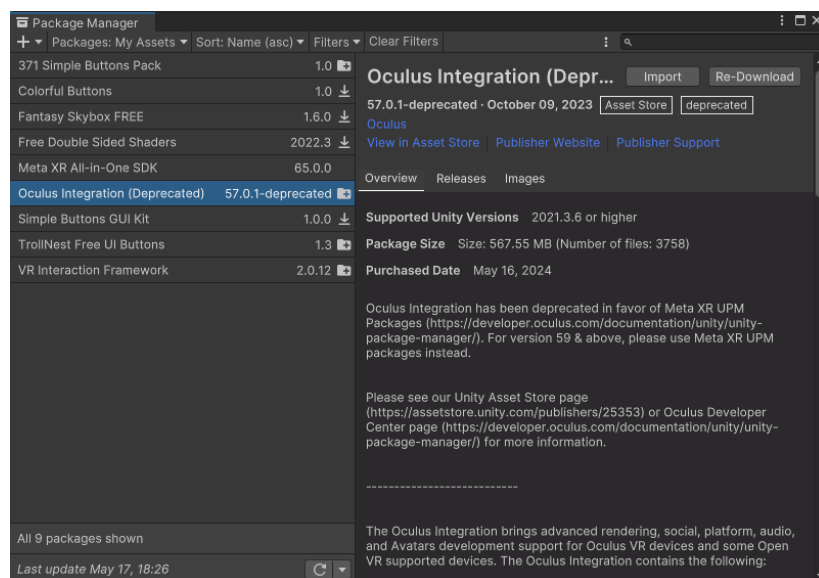 Package Manager
Packages: My Assets Sort: Name (asc) Filters Clear Filters
371 Simple Buttons Pack 1.0
Colorful Buttons 1.0
Fantasy Skybox FREE 1.6.0
Free Double Sided Shaders 2022.3
Meta XR All-in-One SDK 65.0.0
Oculus Integration (Deprecated) 57.0.1-deprecated
Simple Buttons GUI Kit 1.0.0
TrollNest Free UI Buttons 1.3
VR Interaction Framework 2.0.12
All 9 packages shown
Last update May 17, 18:26
Oculus Integration (Depr... Import Re-Download
57.0.1-deprecated · October 09, 2023 Asset Store deprecated
Oculus
View in Asset Store Publisher Website Publisher Support
Overview Releases Images
Supported Unity Versions 2021.3.6 or higher
Package Size Size: 567.55 MB (Number of files: 3758)
Purchased Date May 16, 2024
Oculus Integration has been deprecated in favor of Meta XR UPM
Packages (https://developer.oculus.com/documentation/unity/unity-
package-manager/). For version 59 & above, please use Meta XR UPM
packages instead.
Please see our Unity Asset Store page
(https://assetstore.unity.com/publishers/25353) or Oculus Developer
Center page (https://developer.oculus.com/documentation/unity/unity-
package-manager/) for more information.
----------------------------
The Oculus Integration brings advanced rendering, social, platform, audio,
and Avatars development support for Oculus VR devices and some Open
VR supported devices. The Oculus Integration contains the following: